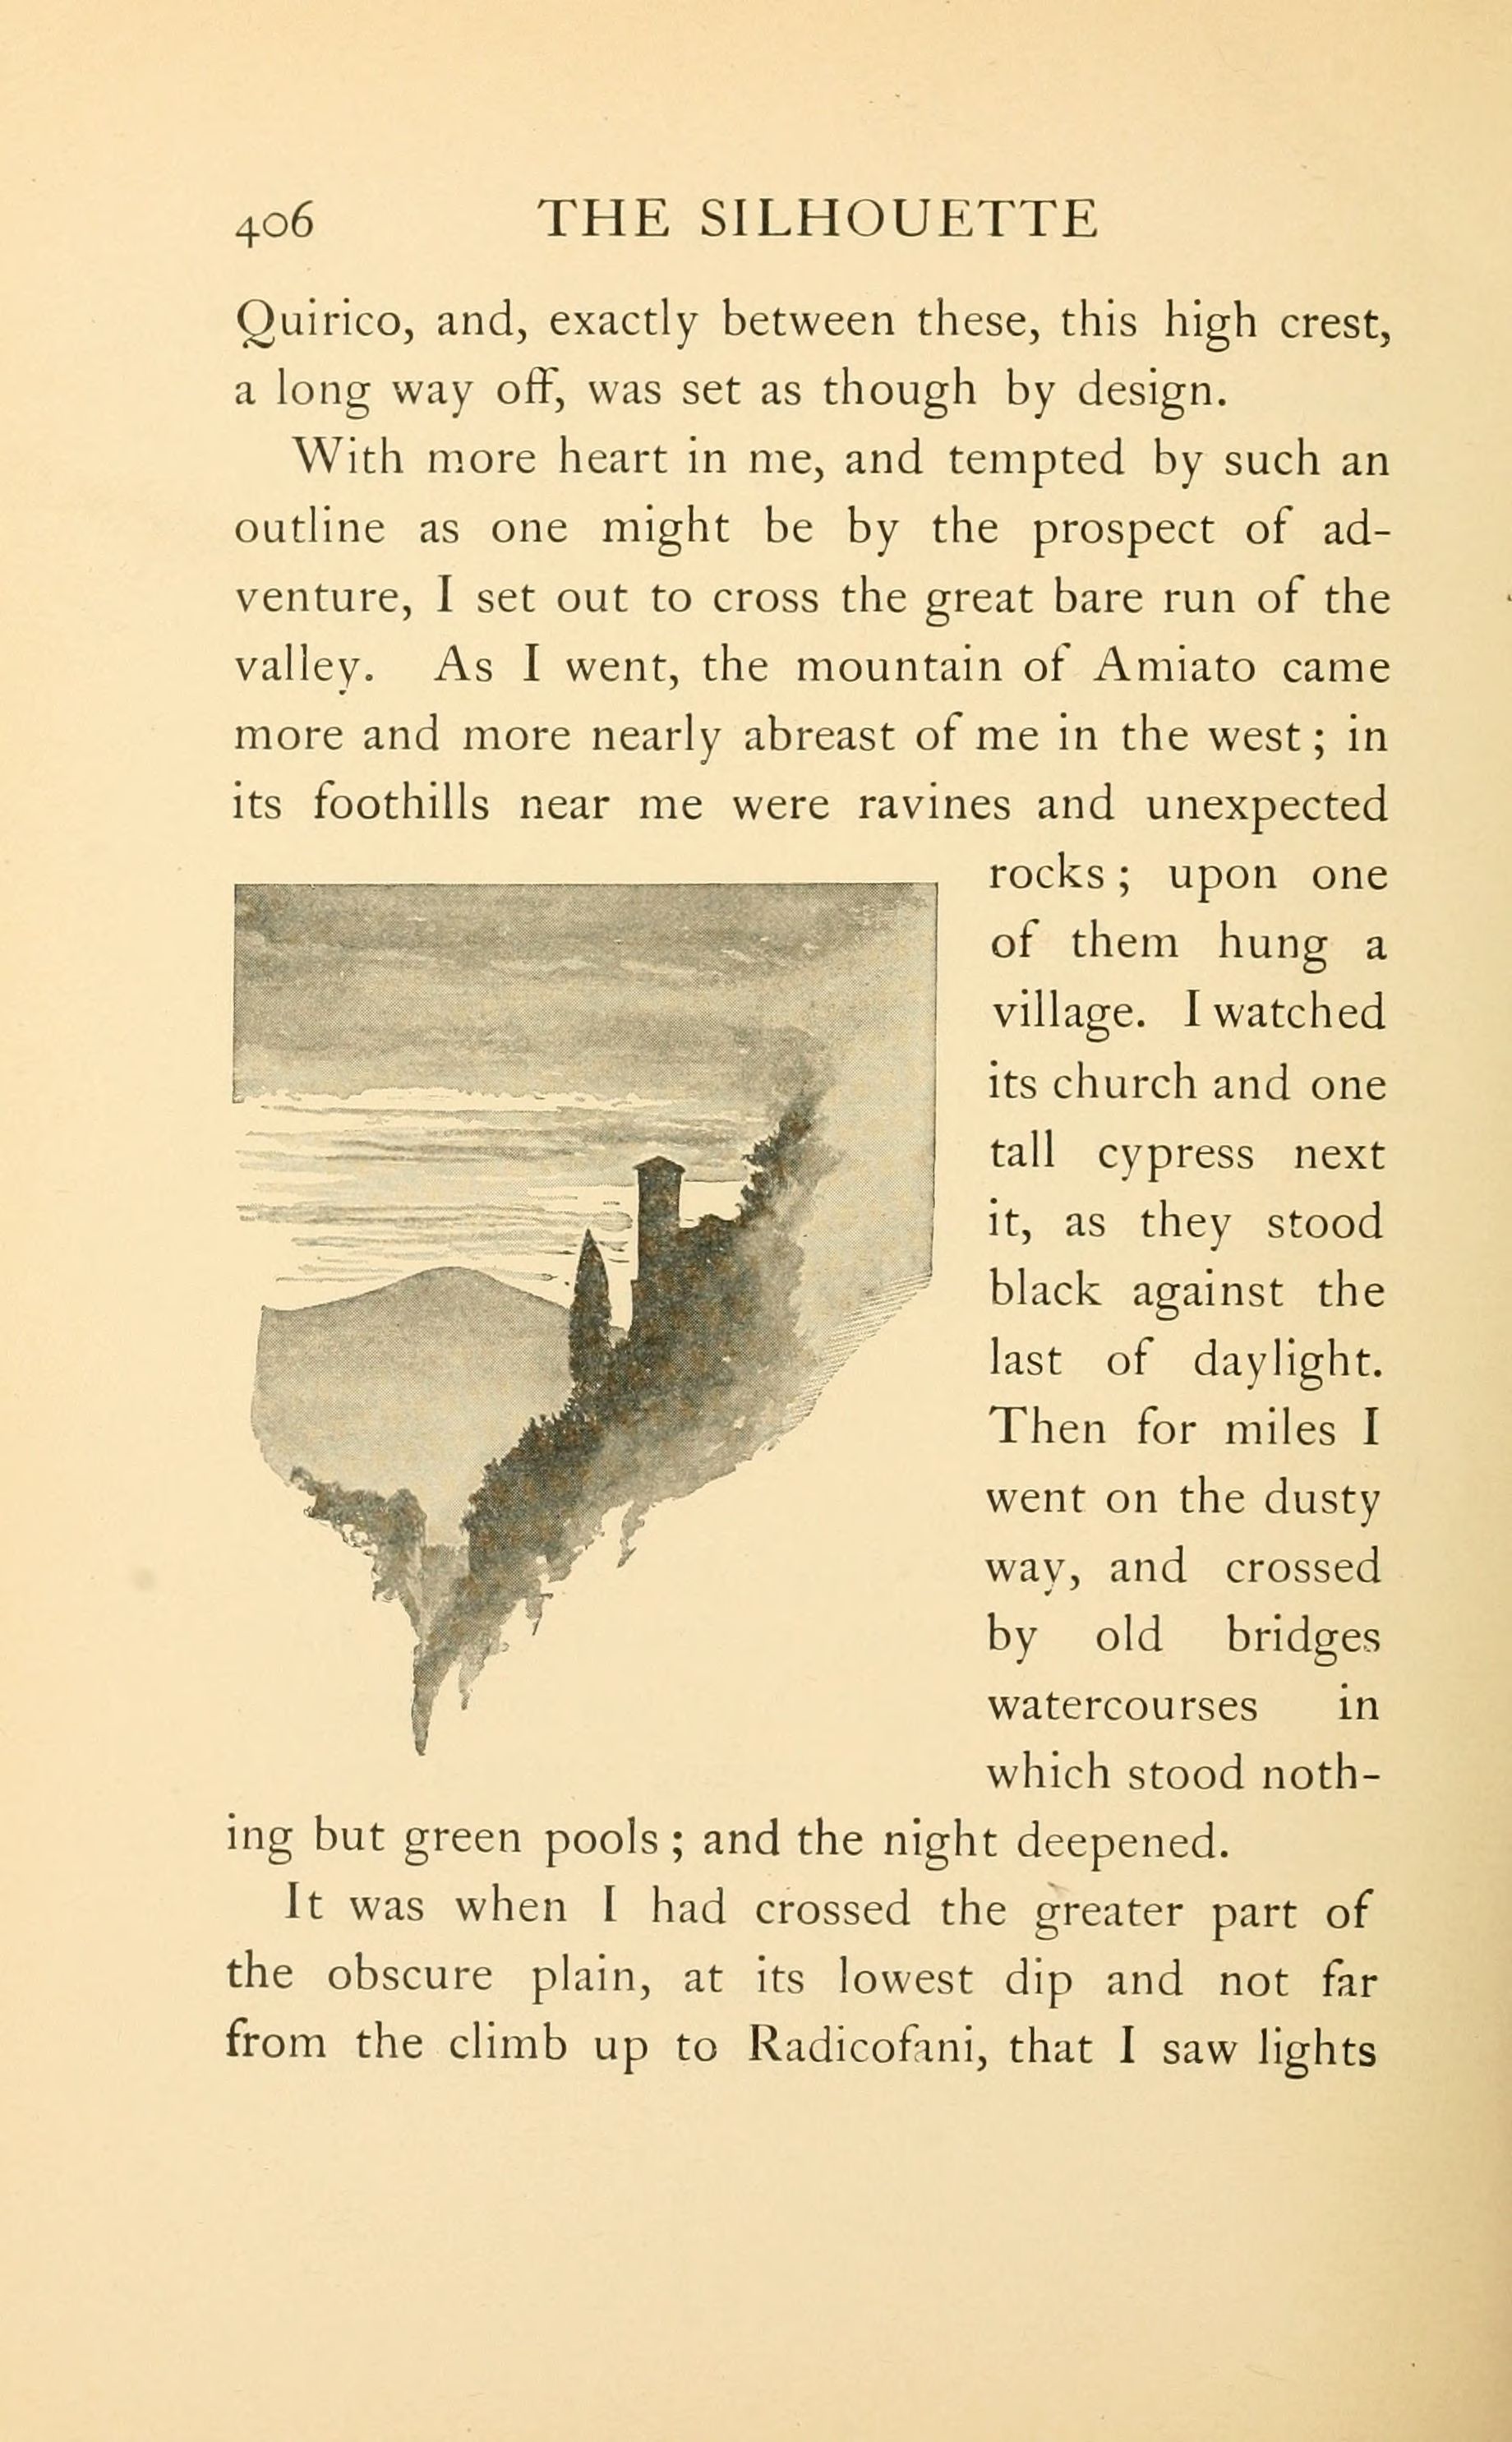 406 THE SILHOUETTE
Quirico, and, exactly between these, this high crest,
a long way off, was set as though by design.
With more heart in me, and tempted by such an
outline as one might be by the prospect of ad-
venture, I set out to cross the great bare run of the
valley. As I went, the mountain of Amiato came
more and more nearly abreast of me in the west; in
its foothills near me were ravines and unexpected
rocks; upon one
of them hung a
village. I watched
its church and one
tall cypress next
it, as they stood
black against the
last of daylight.
Then for miles I
went on the dusty
way, and crossed
by old bridges
watercourses in
which stood noth-
ing but green pools; and the night deepened.
It was when I had crossed the greater part of
the obscure plain, at its lowest dip and not far
from the climb up to Radicofani, that I saw lights